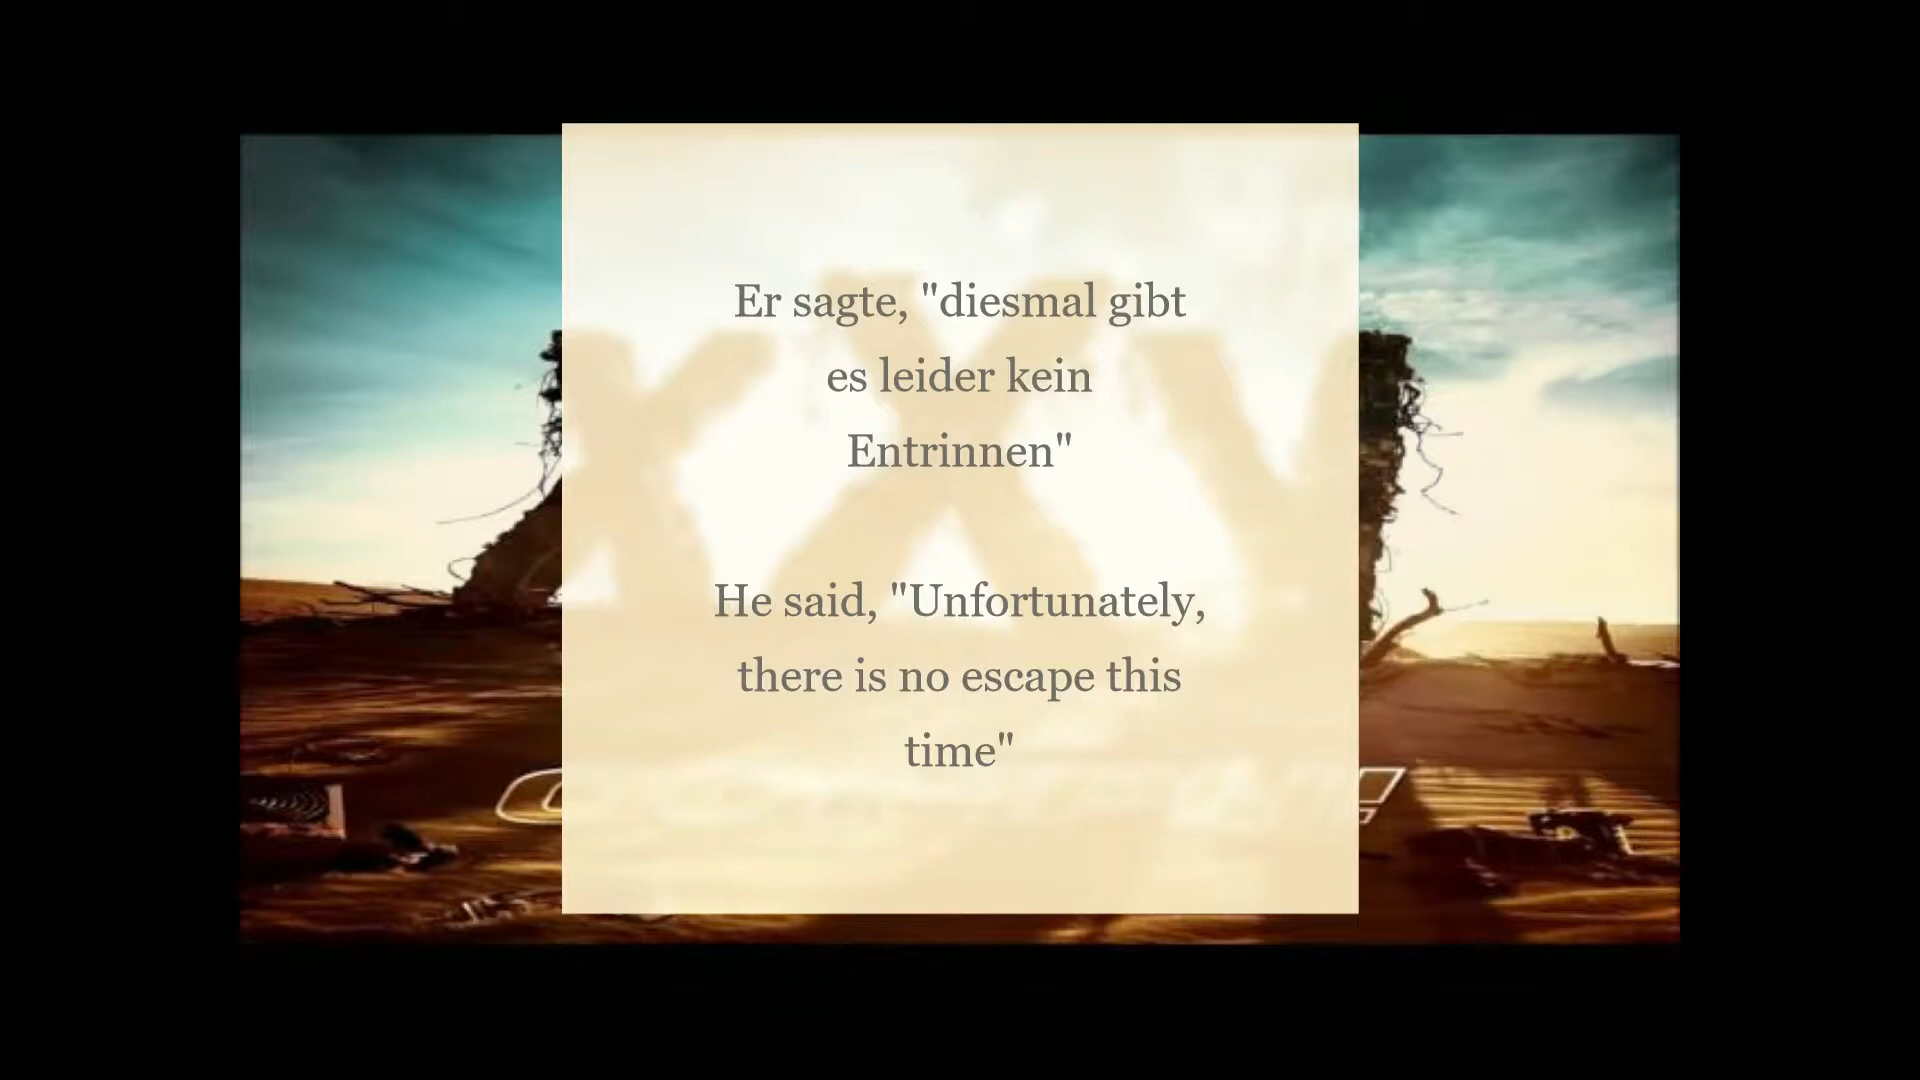 Er sagte, "diesmal gibt
es leider kein
Entrinnen"
He said, "Unfortunately,
there is no escape this
time"